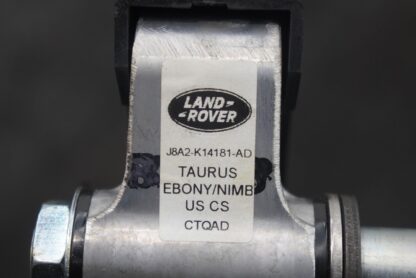 LAND-
ROVER
J8A2-K14181-AD
TAURUS
EBONY/NIMB
US CS
CTQAD